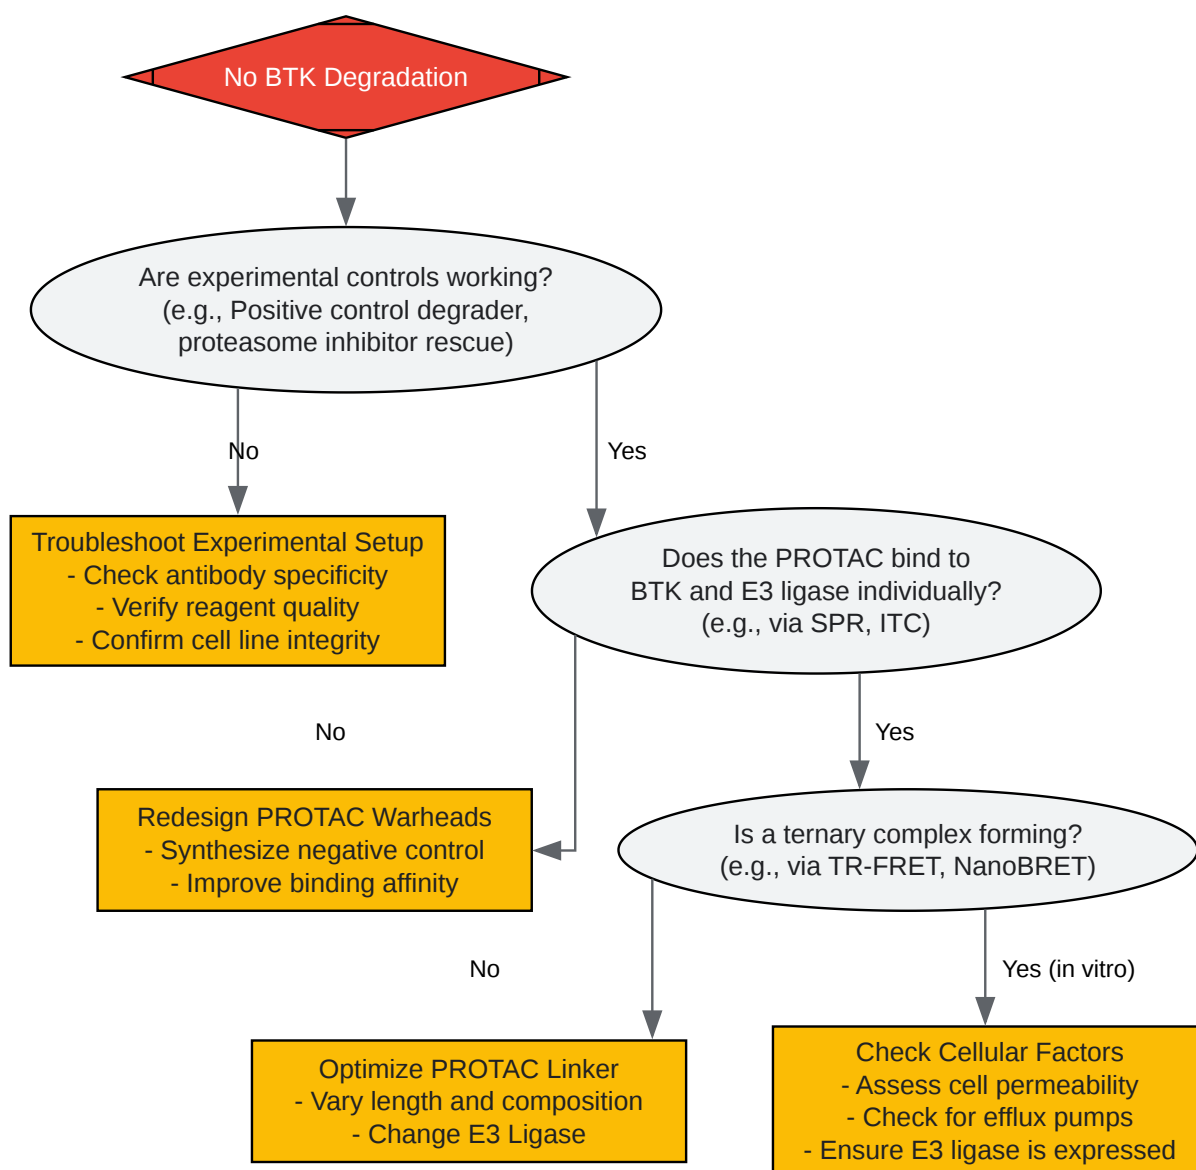 No BTK Degradation
Are experimental controls working?
(e.g., Positive control degrader,
proteasome inhibitor rescue)
No
Yes
Troubleshoot Experimental Setup
- Check antibody specificity
- Verify reagent quality
- Confirm cell line integrity
Does the PROTAC bind to
BTK and E3 ligase individually?
(e.g., via SPR, ITC)
No
Yes
Redesign PROTAC Warheads
- Synthesize negative control
- Improve binding affinity
Is a ternary complex forming?
(e.g., via TR-FRET, NanoBRET)
No
Yes (in vitro)
Optimize PROTAC Linker
- Vary length and composition
- Change E3 Ligase
Check Cellular Factors
- Assess cell permeability
- Check for efflux pumps
- Ensure E3 ligase is expressed